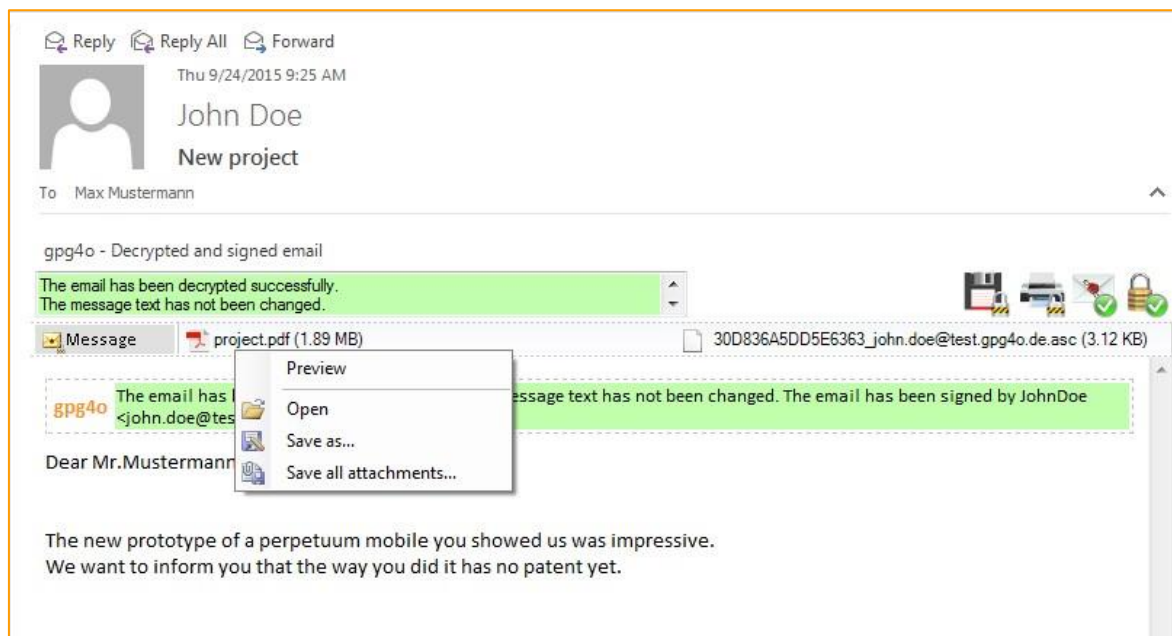 Reply Reply All Forward
Thu 9/24/2015 9:25 AM
John Doe
New project
To Max Mustermann
gpg4o - Decrypted and signed email
The email has been decrypted successfully.
The message text has not been changed.
Message project.pdf (1.89 MB) 30D836A5DD5E6363_john.doe@test.gpg4o.de.asc (3.12 KB)
Preview
Open
Save as...
Save all attachments...
gpg4o
The email has essage text has not been changed. The email has been signed by JohnDoe
<john.doe@tes
Dear Mr.Mustermann
The new prototype of a perpetuum mobile you showed us was impressive.
We want to inform you that the way you did it has no patent yet.